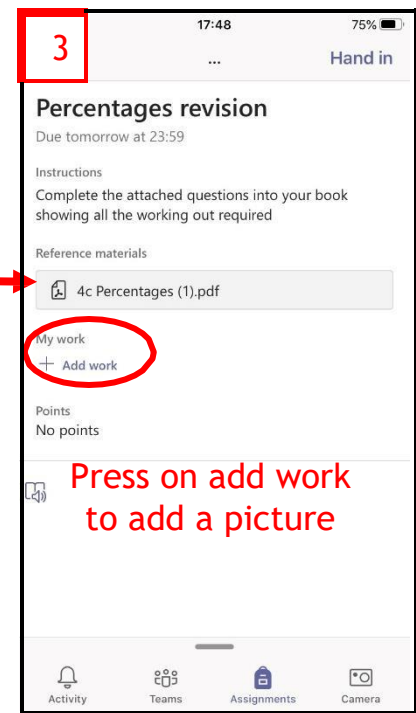 3
17:48
75%
...
Hand in
Percentages revision
Due tomorrow at 23:59
Instructions
Complete the attached questions into your book
showing all the working out required
Reference materials
4c Percentages (1).pdf
My work
+ Add work
Points
No points
Press on add work
to add a picture
Activity
Teams
Assignments
Camera